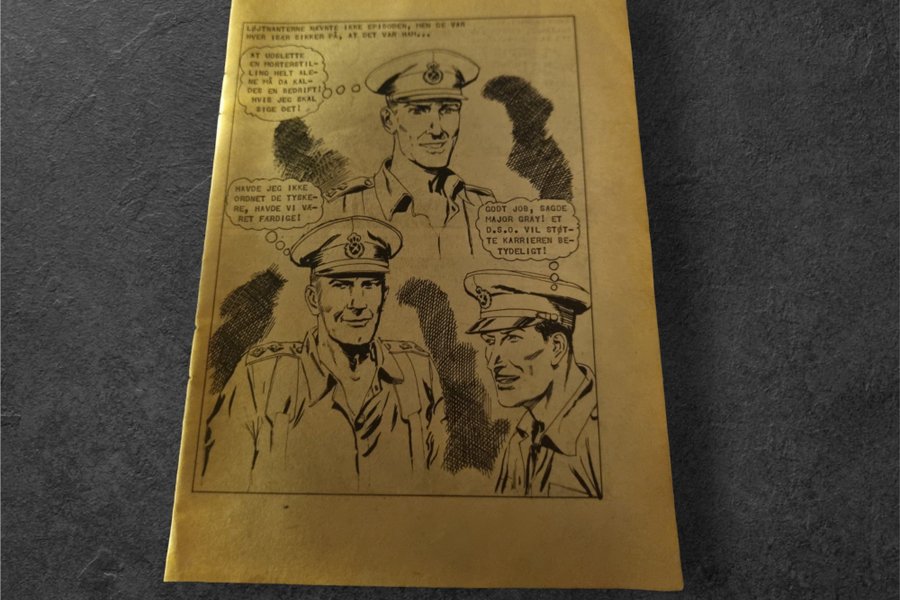 LØJTNANTERNE NÆVNTE IKKE EPISODEN, MEN DE VAR
HVER ISÆR SIKKER PÅ, AT DET VAR HAM...
AT UDSLETTE
EN MORTERSTIL-
LING HELT ALE-
NE MÅ DA KAL-
DES EN BEDRIFT!
HVIS JEG SKAL
SIGE DET!
HAVDE JEG IKKE
ORDNET DE TYSKE-
RE, HAVDE VI VÆ-
RET FÆRDIGE!
GODT JOB, SAGDE
MAJOR GRAY! ET
D.S.O. VIL STØT-
TE KARRIEREN BE-
TYDELIGT!